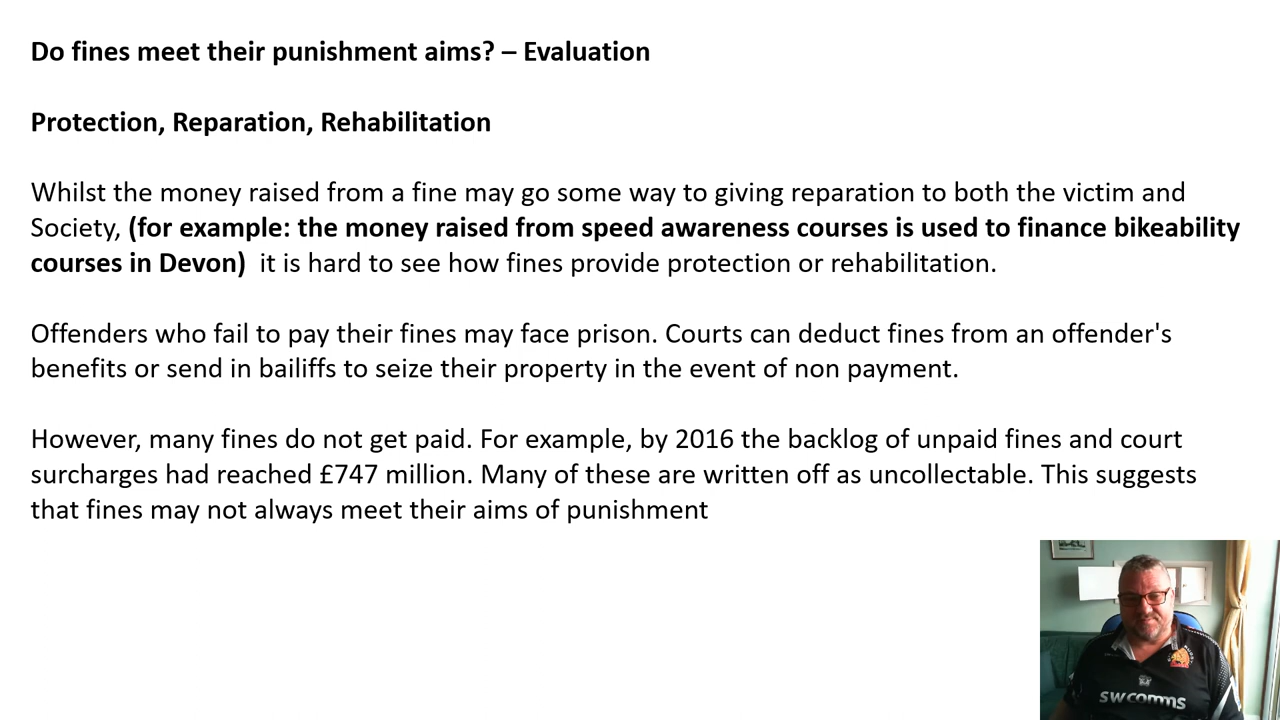 Do fines meet their punishment aims? – Evaluation
Protection, Reparation, Rehabilitation
Whilst the money raised from a fine may go some way to giving reparation to both the victim and
Society, (for example: the money raised from speed awareness courses is used to finance bikeability
courses in Devon)  it is hard to see how fines provide protection or rehabilitation.
Offenders who fail to pay their fines may face prison. Courts can deduct fines from an offender's
benefits or send in bailiffs to seize their property in the event of non payment.
However, many fines do not get paid. For example, by 2016 the backlog of unpaid fines and court
surcharges had reached £747 million. Many of these are written off as uncollectable. This suggests
that fines may not always meet their aims of punishment
swcomms